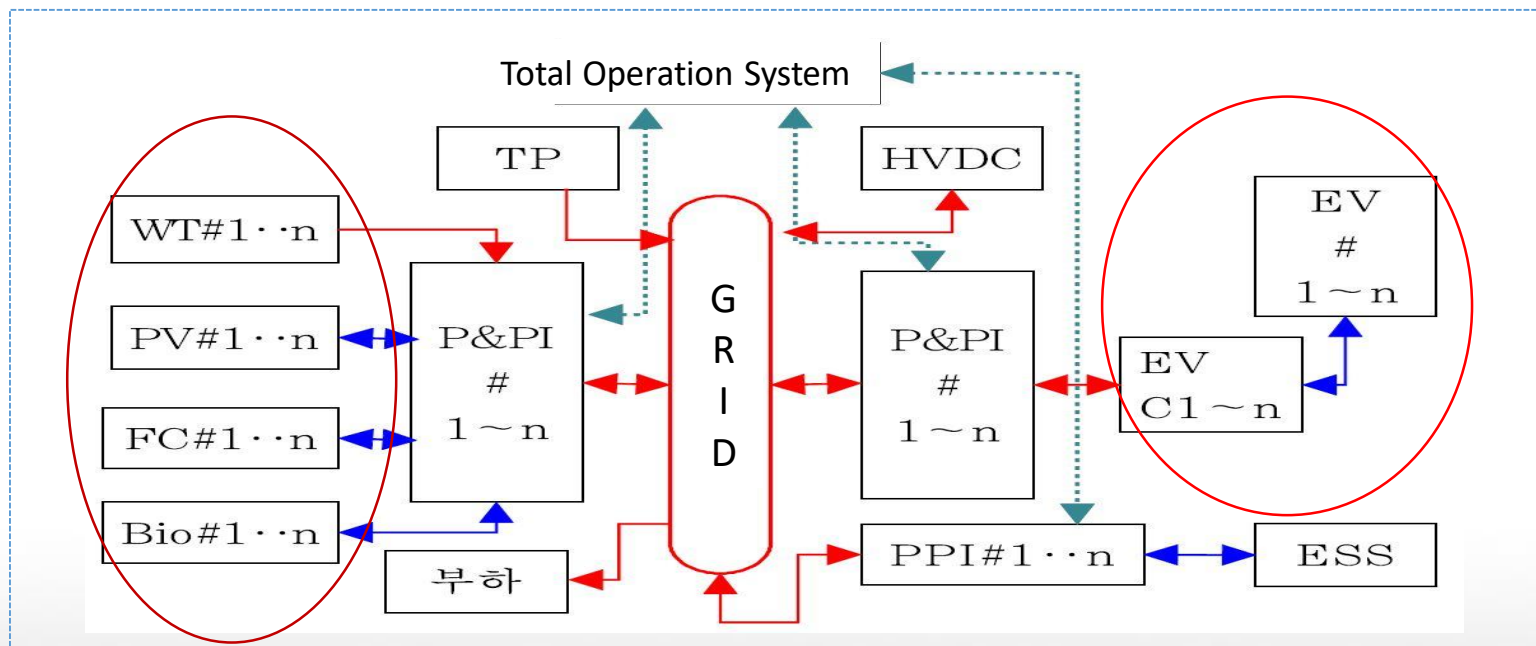 Total Operation System
TP
HVDC
WT#1··n
PV#1··n
FC#1··n
Bio#1··n
P&PI
#
1~n
G
R
I
D
P&PI
#
1~n
EV
#
1~n
EV
C1~n
부하
PPI#1··n
ESS